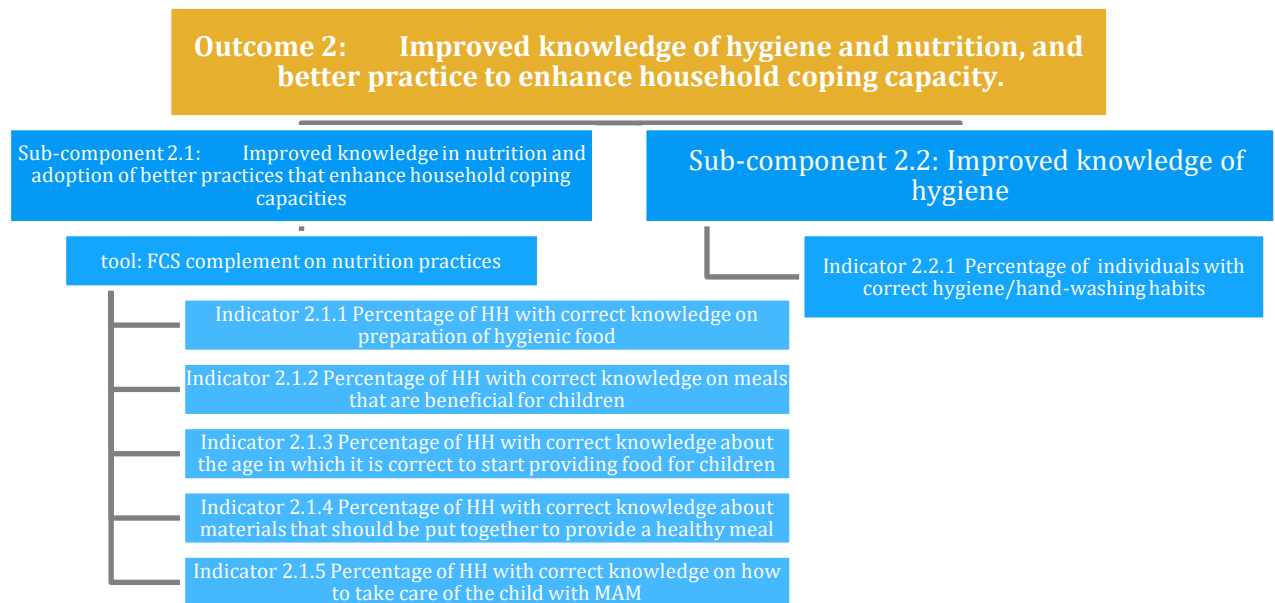 Outcome 2: Improved knowledge of hygiene and nutrition, and
better practice to enhance household coping capacity.
Sub-component 2.1: Improved knowledge in nutrition and
adoption of better practices that enhance household coping
capacities
tool: FCS complement on nutrition practices
Indicator 2.1.1 Percentage of HH with correct knowledge on
preparation of hygienic food
Indicator 2.1.2 Percentage of HH with correct knowledge on meals
that are beneficial for children
Indicator 2.1.3 Percentage of HH with correct knowledge about
the age in which it is correct to start providing food for children
Indicator 2.1.4 Percentage of HH with correct knowledge about
materials that should be put together to provide a healthy meal
Indicator 2.1.5 Percentage of HH with correct knowledge on how
to take care of the child with MAM
Sub-component 2.2: Improved knowledge of
hygiene
Indicator 2.2.1 Percentage of individuals with
correct hygiene/hand-washing habits